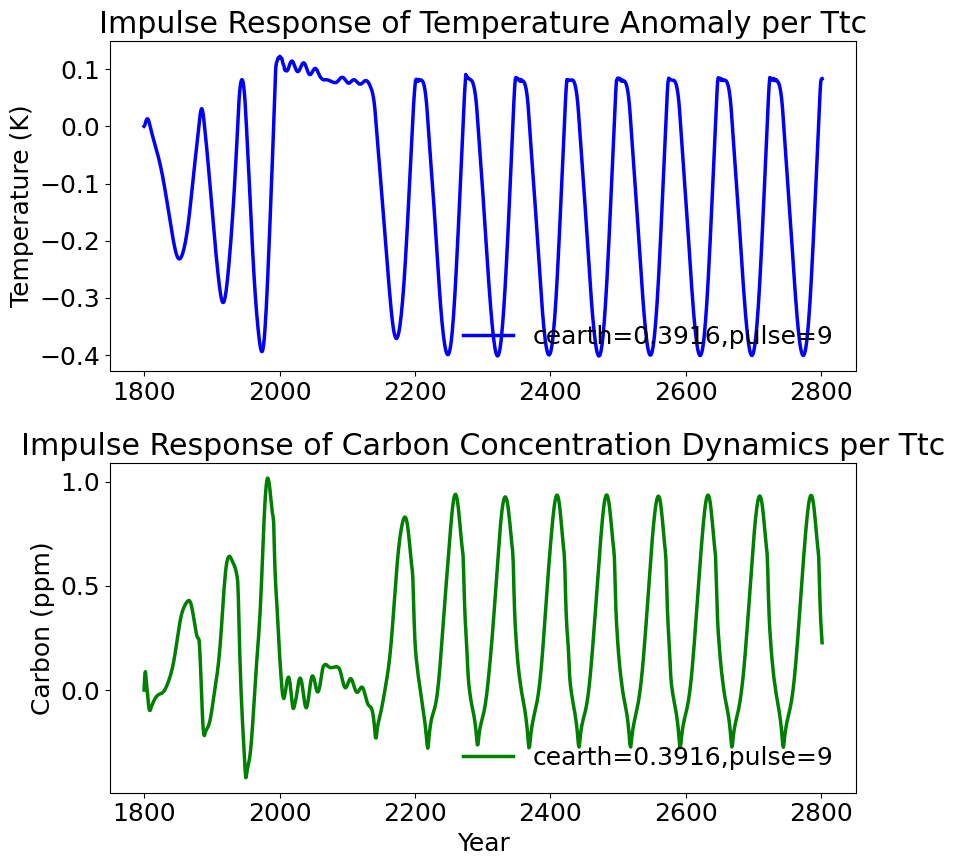 Impulse Response of Temperature Anomaly per Ttc
Temperature (K)
0.1
0.0
−0.1
−0.2
−0.3
−0.4
cearth=0.3916,pulse=9
1800 2000 2200 2400 2600 2800
Impulse Response of Carbon Concentration Dynamics per Ttc
Carbon (ppm)
1.0
0.5
0.0
cearth=0.3916,pulse=9
1800 2000 2200 2400 2600 2800
Year